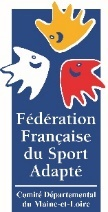 Fédération
Française
du Sport
Adapté
Comité Départemental
du Maine-et-Loire